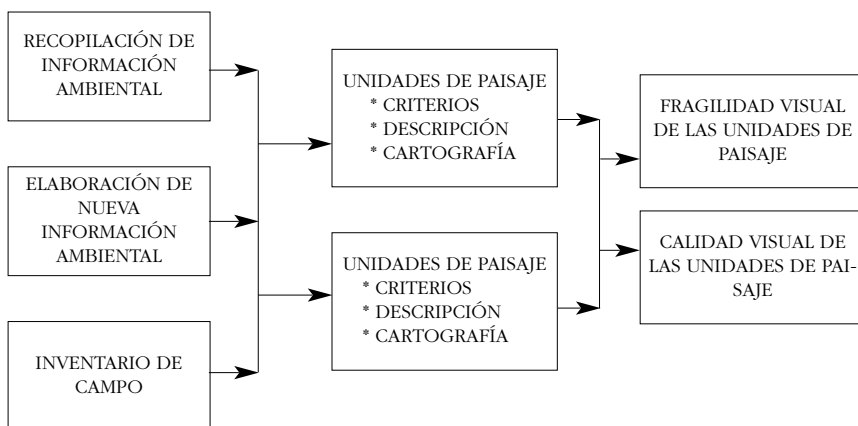 RECOPILACIÓN DE
INFORMACIÓN
AMBIENTAL
ELABORACIÓN DE
NUEVA
INFORMACIÓN
AMBIENTAL
INVENTARIO DE
CAMPO
UNIDADES DE PAISAJE
* CRITERIOS
* DESCRIPCIÓN
* CARTOGRAFÍA
UNIDADES DE PAISAJE
* CRITERIOS
* DESCRIPCIÓN
* CARTOGRAFÍA
FRAGILIDAD VISUAL
DE LAS UNIDADES DE
PAISAJE
CALIDAD VISUAL DE
LAS UNIDADES DE PAI-
SAJE